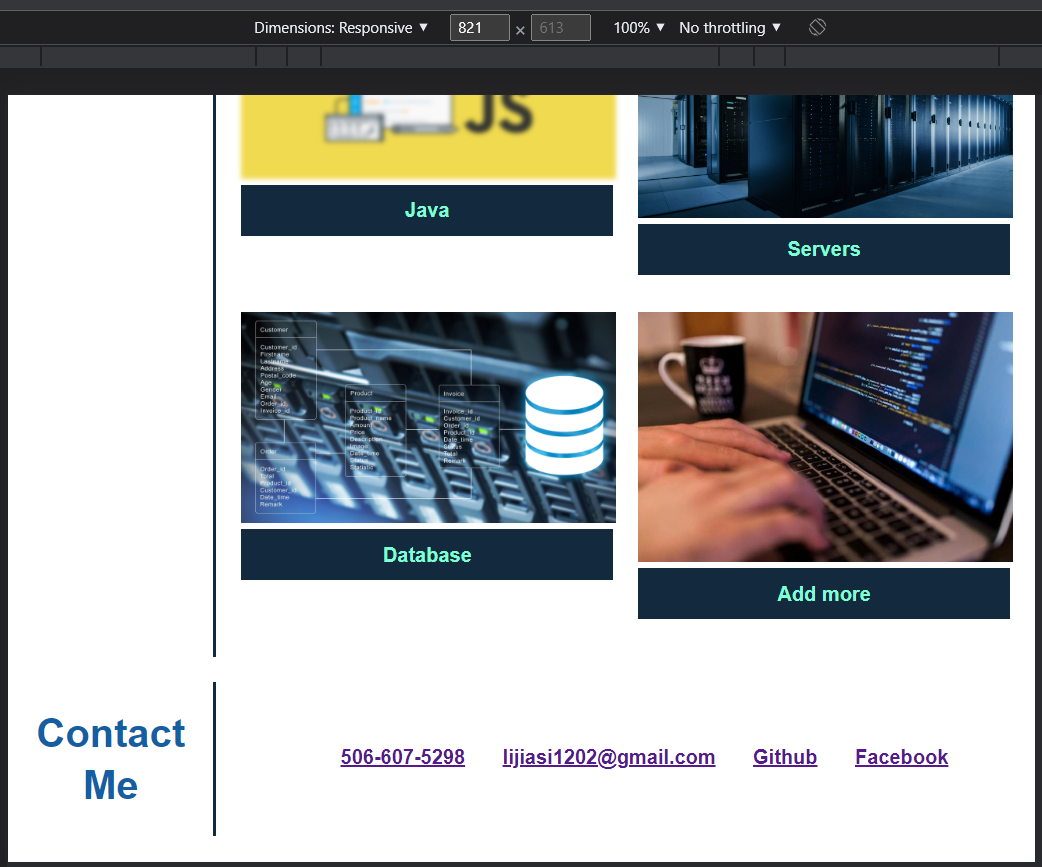 Dimensions: Responsive ▼ 821 × 613 100% ▼ No throttling ▼
JS
Java
Servers
Customer
Customer_id
Firstname
Lastname
Address
Postal_code
Age
Gender
Email
Order_id
Invoice_id
Product
Product_id
Product_name
Amount
Price
Description
Image
Date_time
Status
Statistic
Invoice
Invoice_id
Customer_id
Order_id
Product_id
Date_time
Status
Total
Remark
Order
Order_id
Total
Product_id
Customer_id
Date_time
Remark
Database
Add more
Contact
Me
506-607-5298 lijiasi1202@gmail.com Github Facebook